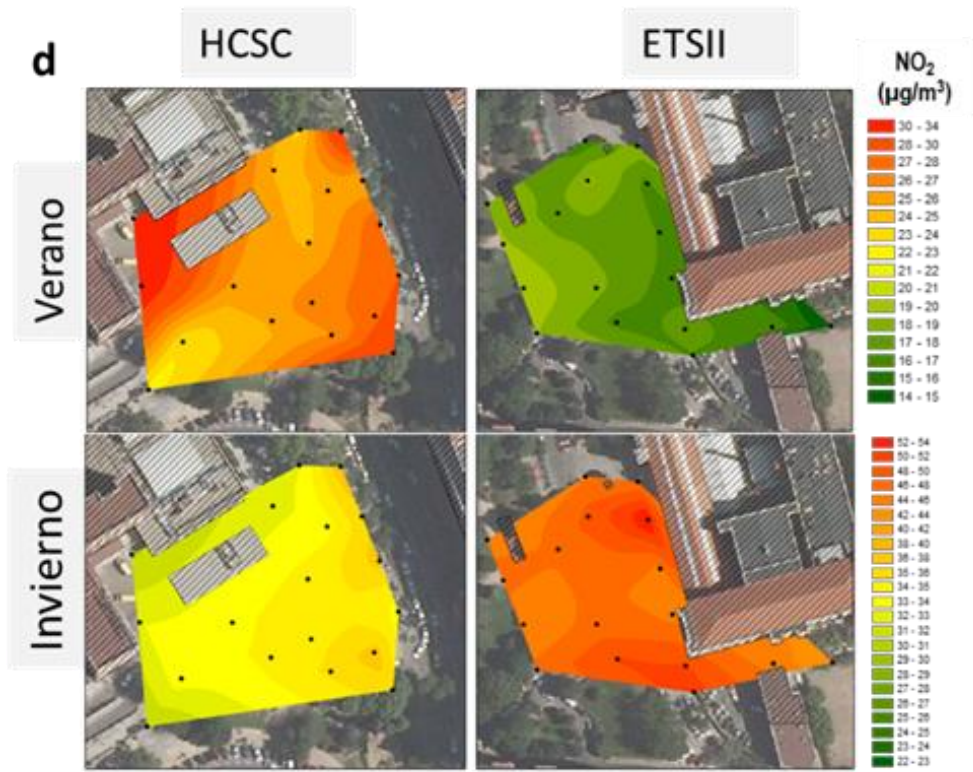 d
HCSC
ETSII
NO₂
(µg/m³)
Verano
30 - 34
28 - 30
27 - 28
26 - 27
25 - 26
24 - 25
23 - 24
22 - 23
21 - 22
20 - 21
19 - 20
18 - 19
17 - 18
16 - 17
15 - 16
14 - 15
Invierno
52 - 54
50 - 52
48 - 50
46 - 48
44 - 46
42 - 44
40 - 42
38 - 40
36 - 38
35 - 36
34 - 35
33 - 34
32 - 33
31 - 32
30 - 31
29 - 30
28 - 29
27 - 28
26 - 27
25 - 26
24 - 25
23 - 24
22 - 23